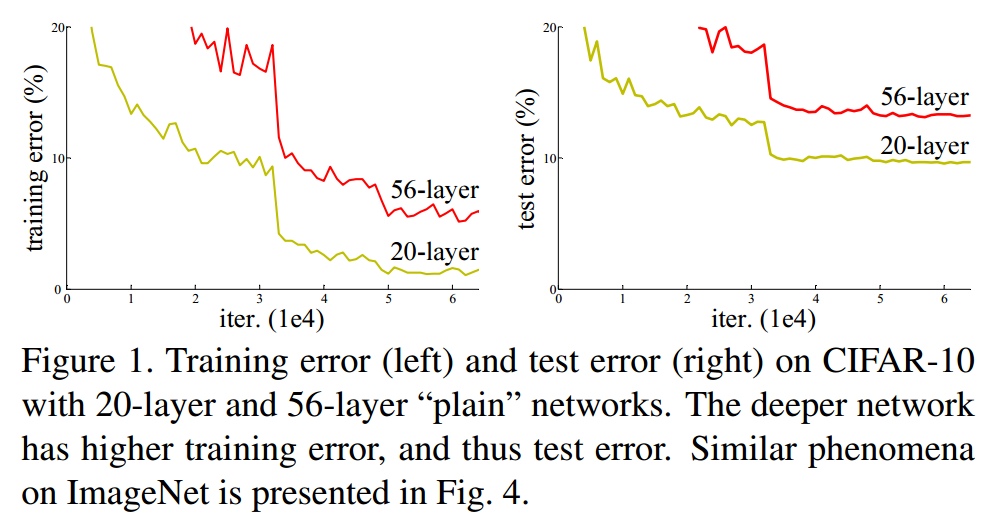 20
10
0
training error (%)
56-layer
20-layer
0 1 2 3 4 5 6
iter. (1e4)
20
10
0
test error (%)
56-layer
20-layer
0 1 2 3 4 5 6
iter. (1e4)
Figure 1. Training error (left) and test error (right) on CIFAR-10
with 20-layer and 56-layer “plain” networks. The deeper network
has higher training error, and thus test error. Similar phenomena
on ImageNet is presented in Fig. 4.